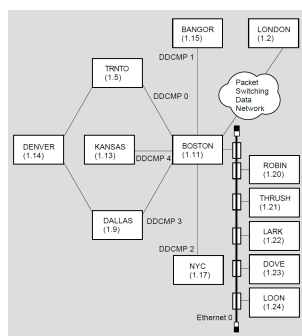 BANGOR
(1.15)
LONDON
(1.2)
DDCMP 1
TRNTO
(1.5)
Packet
Switching
Data
Network
DDCMP 0
DENVER
(1.14)
KANSAS
(1.13)
DDCMP 4
BOSTON
(1.11)
ROBIN
(1.20)
THRUSH
(1.21)
DALLAS
(1.9)
DDCMP 3
LARK
(1.22)
DDCMP 2
NYC
(1.17)
DOVE
(1.23)
LOON
(1.24)
Ethernet 0